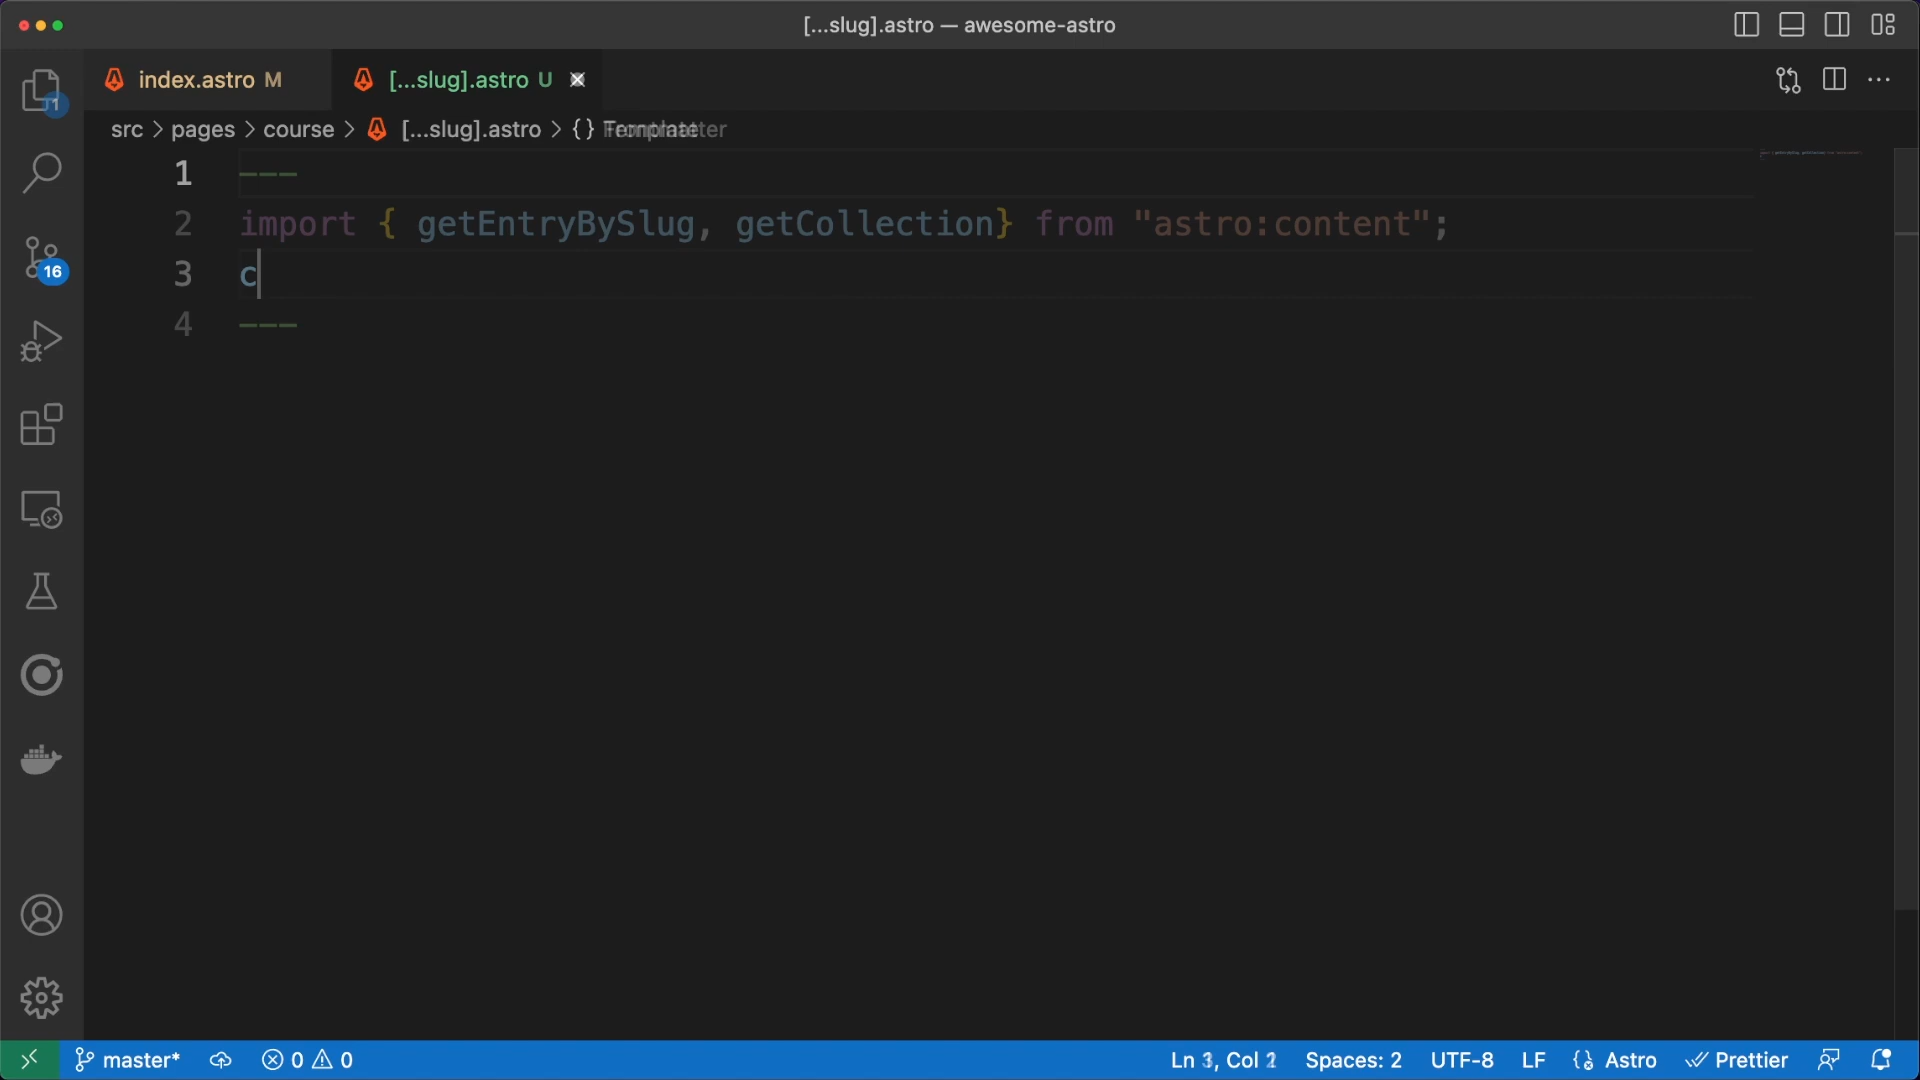 [...slug].astro — awesome-astro
index.astro M [...slug].astro U
src > pages > course > [...slug].astro > {}
1 ---
2 import { getEntryBySlug, getCollection} from "astro:content";
3 c
4 ---
1
16
master* 0 0 Ln 3, Col 2 Spaces: 2 UTF-8 LF Astro Prettier